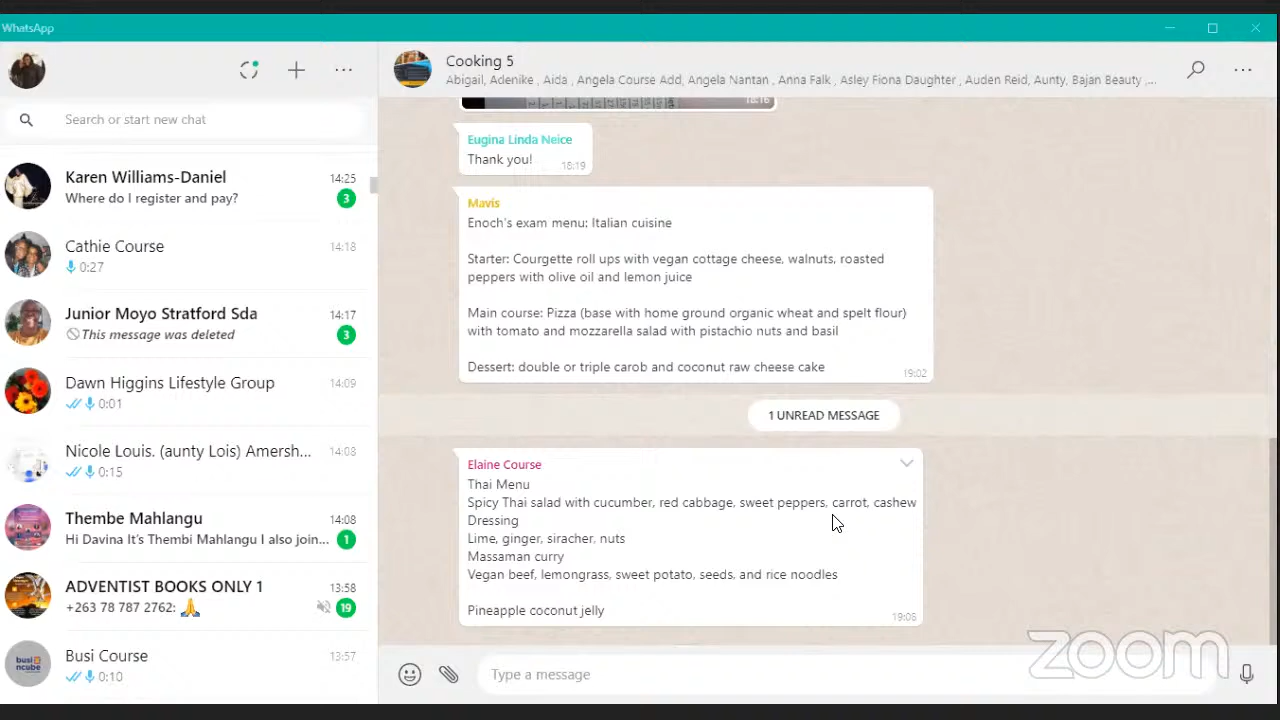 WhatsApp
Search or start new chat
Karen Williams-Daniel
14:25
Where do I register and pay?
3
Cathie Course
14:18
0:27
Junior Moyo Stratford Sda
14:17
This message was deleted
3
Dawn Higgins Lifestyle Group
14:09
0:01
Nicole Louis. (aunty Lois) Amersh...
14:08
0:15
Thembe Mahlangu
14:08
Hi Davina It's Thembi Mahlangu I also join...
1
ADVENTIST BOOKS ONLY 1
13:58
+263 78 787 2762: 🙏
19
Busi Course
13:57
0:10
Cooking 5
Abigail, Adenike , Aida , Angela Course Add, Angela Nantan , Anna Falk , Asley Fiona Daughter , Auden Reid, Aunty, Bajan Beauty ,...
18:16
Eugina Linda Neice
Thank you!
18:19
Mavis
Enoch's exam menu: Italian cuisine
Starter: Courgette roll ups with vegan cottage cheese, walnuts, roasted
peppers with olive oil and lemon juice
Main course: Pizza (base with home ground organic wheat and spelt flour)
with tomato and mozzarella salad with pistachio nuts and basil
Dessert: double or triple carob and coconut raw cheese cake
19:02
1 UNREAD MESSAGE
Elaine Course
Thai Menu
Spicy Thai salad with cucumber, red cabbage, sweet peppers, carrot, cashew
Dressing
Lime, ginger, siracher, nuts
Massaman curry
Vegan beef, lemongrass, sweet potato, seeds, and rice noodles
Pineapple coconut jelly
19:08
Type a message
zoom